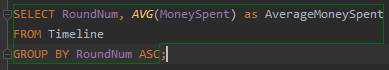 SELECT RoundNum, AVG(MoneySpent) as AverageMoneySpent
FROM Timeline
GROUP BY RoundNum ASC;